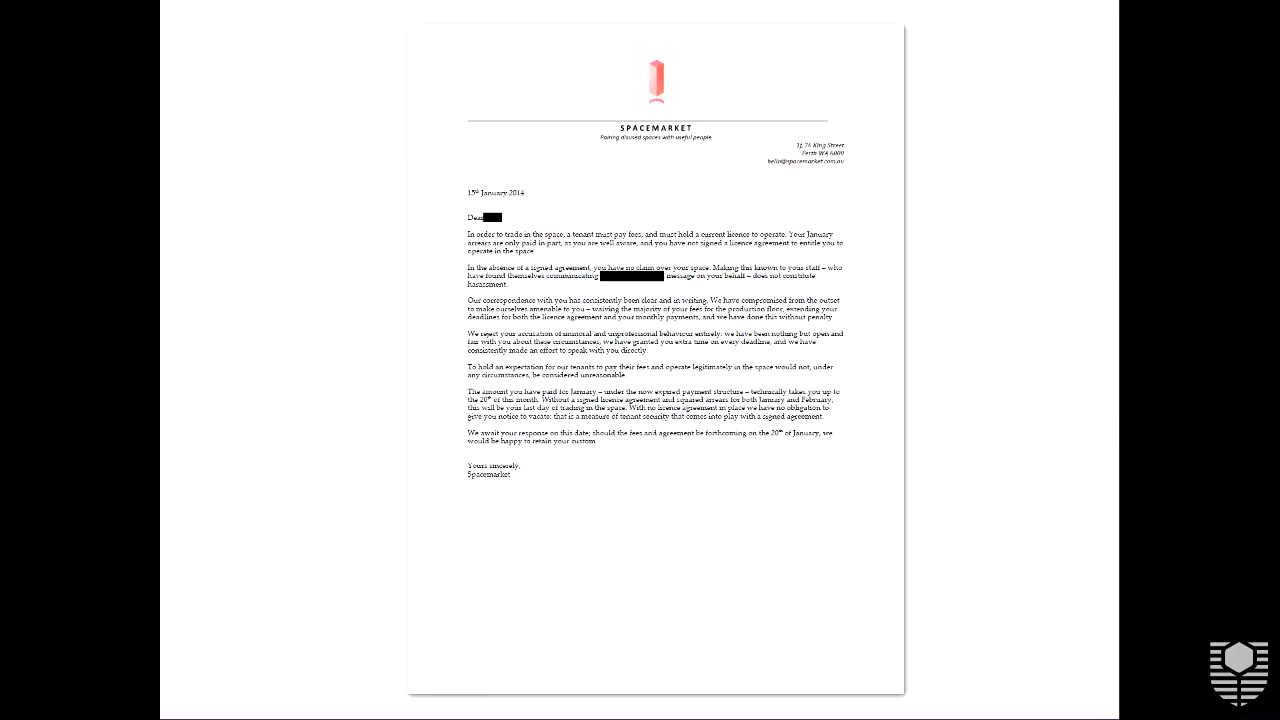 SPACEMARKET
Pairing disused spaces with useful people
1/, 76 King Street
Perth WA 6000
hello@spacemarket.com.au
15th January 2014
Dear
In order to trade in the space, a tenant must pay fees, and must hold a current licence to operate. Your January
arrears are only paid in part, as you are well aware, and you have not signed a licence agreement to entitle you to
operate in the space.
In the absence of a signed agreement, you have no claim over your space. Making this known to your staff – who
have found themselves communicating message on your behalf – does not constitute
harassment.
Our correspondence with you has consistently been clear and in writing. We have compromised from the outset
to make ourselves amenable to you – waiving the majority of your fees for the production floor, extending your
deadlines for both the licence agreement and your monthly payments, and we have done this without penalty
We reject your accusation of immoral and unprofessional behaviour entirely: we have been nothing but open and
fair with you about these circumstances, we have granted you extra time on every deadline, and we have
consistently made an effort to speak with you directly.
To hold an expectation for our tenants to pay their fees and operate legitimately in the space would not, under
any circumstances, be considered unreasonable
The amount you have paid for January – under the now expired payment structure – technically takes you up to
the 20th of this month. Without a signed licence agreement and squared arrears for both January and February,
this will be your last day of trading in the space. With no licence agreement in place we have no obligation to
give you notice to vacate: that is a measure of tenant security that comes into play with a signed agreement.
We await your response on this date; should the fees and agreement be forthcoming on the 20th of January, we
would be happy to retain your custom.
Yours sincerely,
Spacemarket